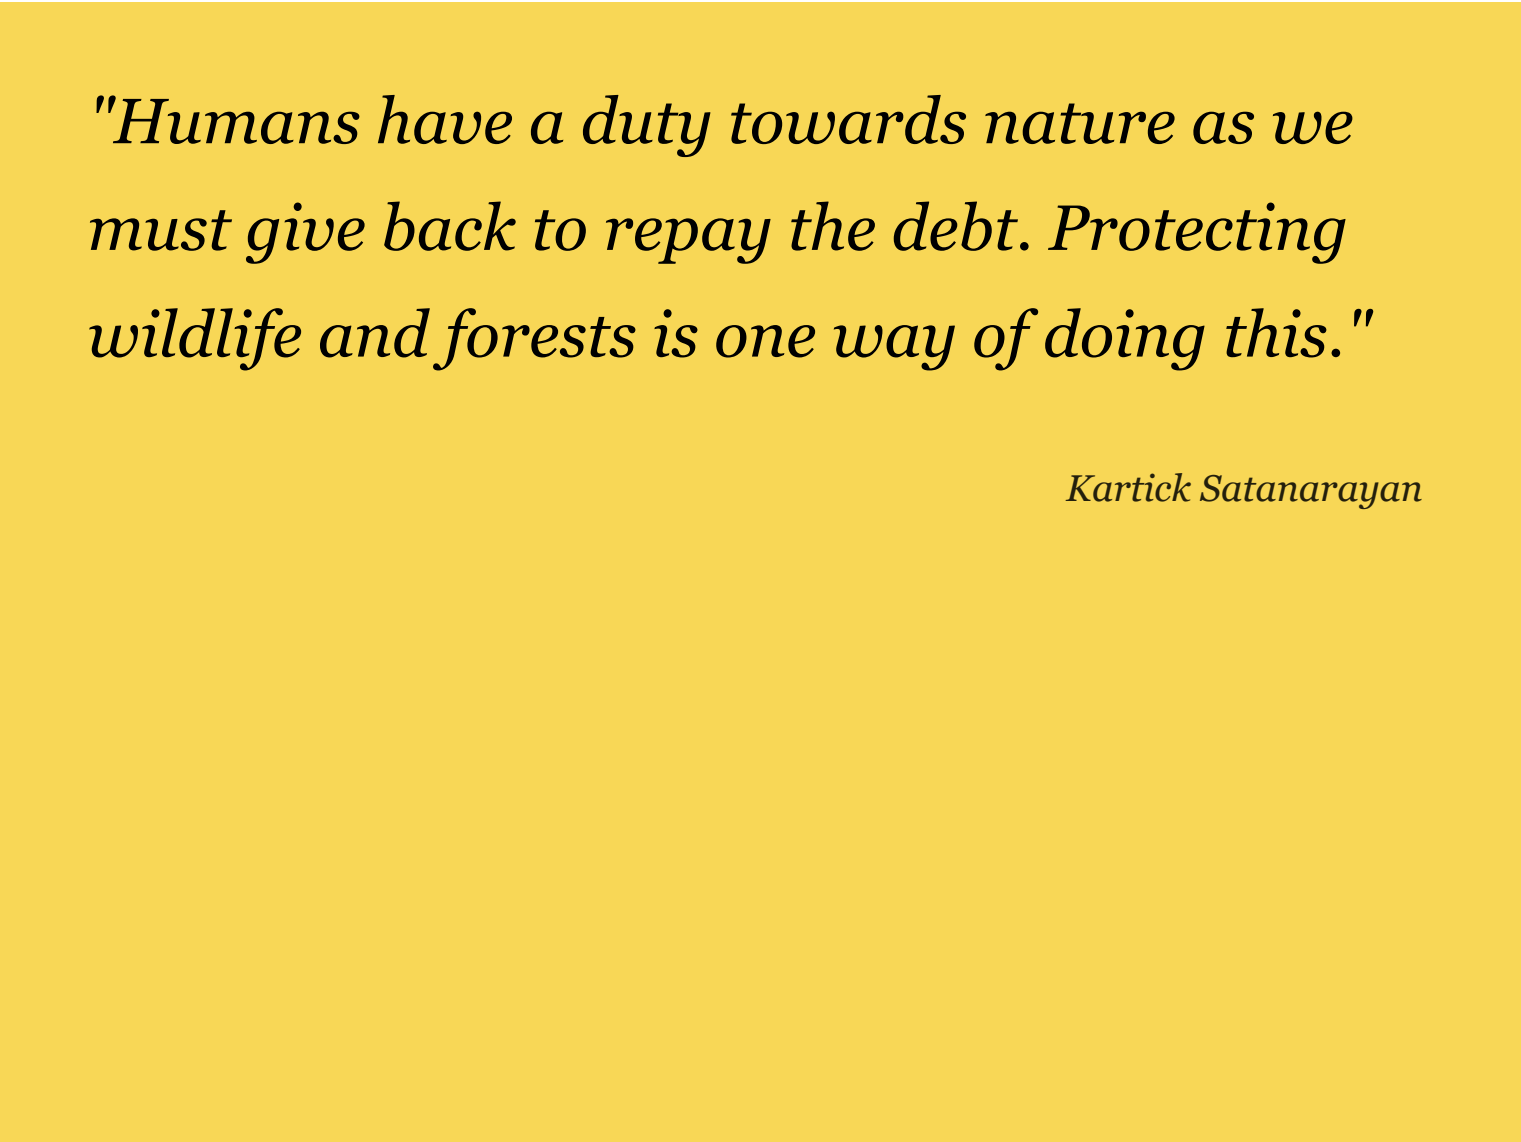 "Humans have a duty towards nature as we
must give back to repay the debt. Protecting
wildlife and forests is one way of doing this."
Kartick Satanarayan